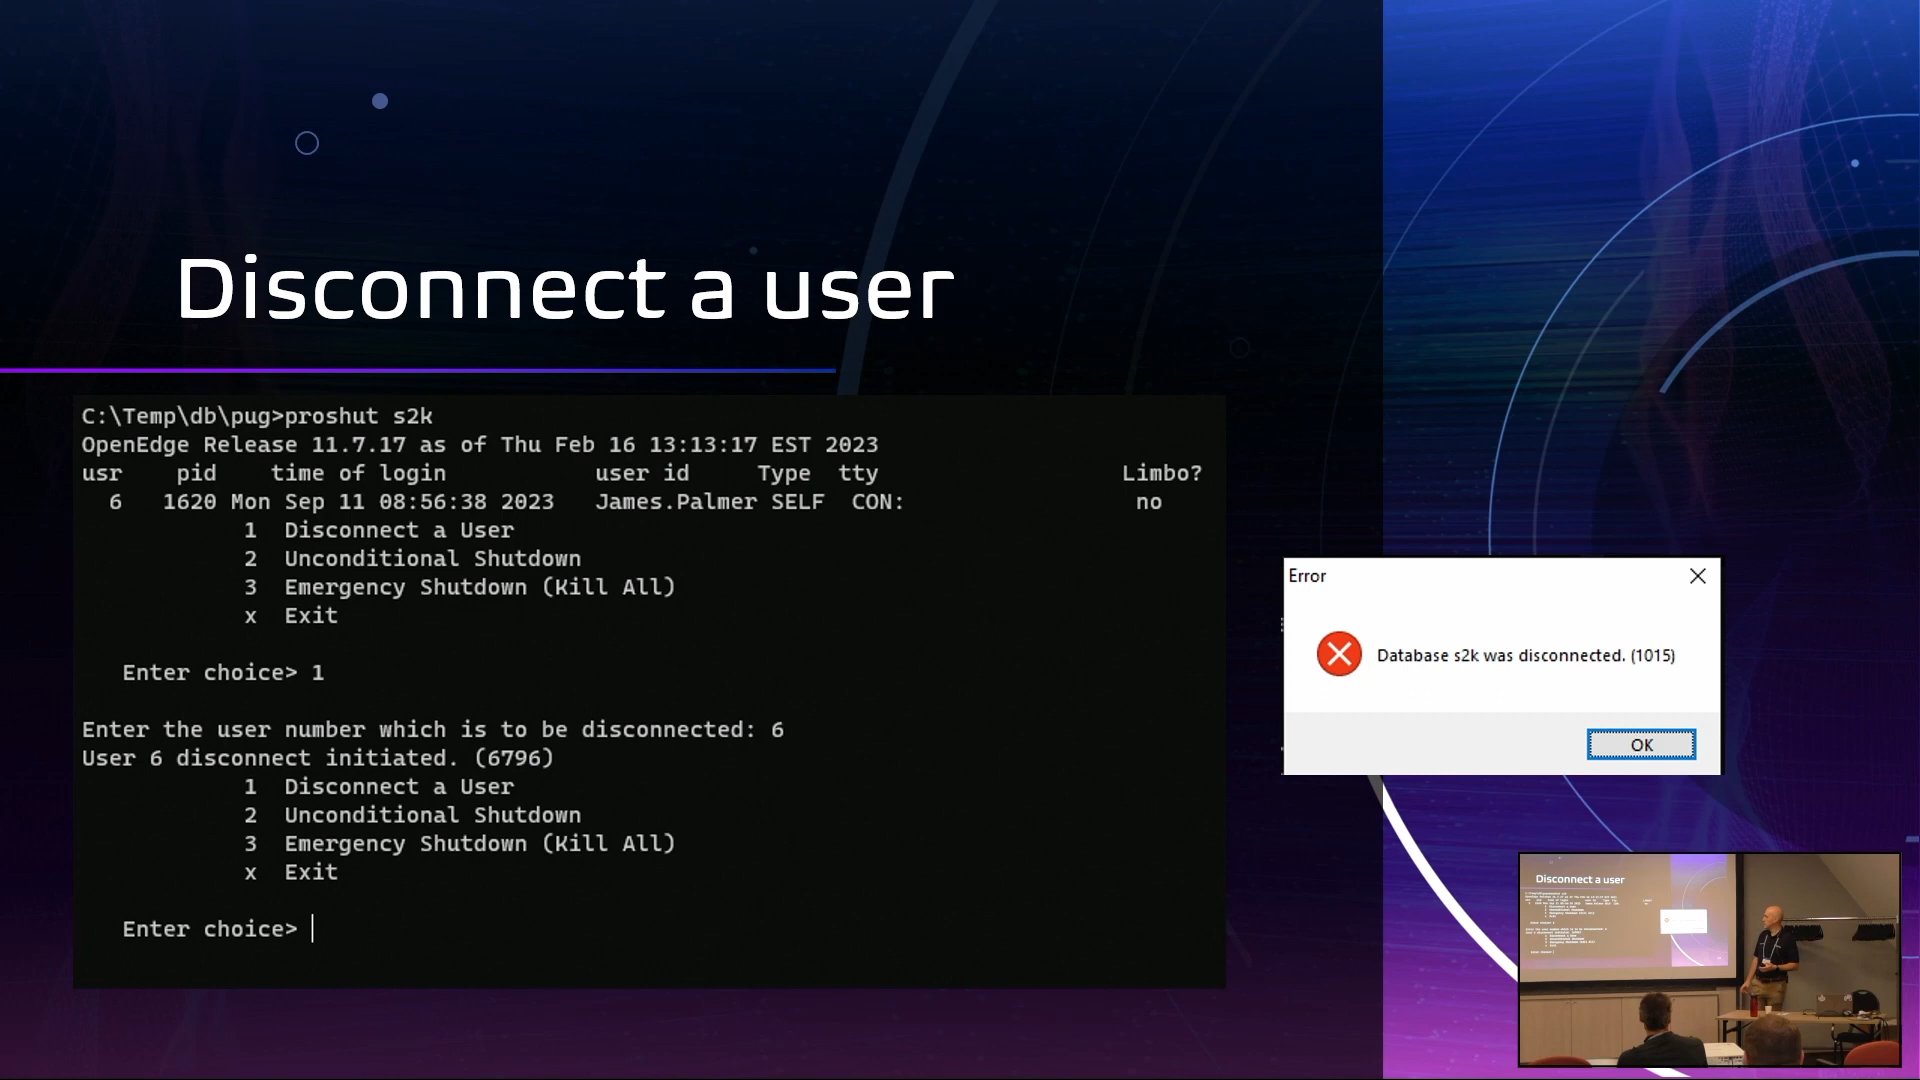 Disconnect a user
C:\Temp\db\pug>proshut s2k
OpenEdge Release 11.7.17 as of Thu Feb 16 13:13:17 EST 2023
usr    pid    time of login           user id     Type  tty                  Limbo?
  6   1620 Mon Sep 11 08:56:38 2023   James.Palmer SELF  CON:                 no
            1  Disconnect a User
            2  Unconditional Shutdown
            3  Emergency Shutdown (Kill All)
            x  Exit
   Enter choice> 1
Enter the user number which is to be disconnected: 6
User 6 disconnect initiated. (6796)
            1  Disconnect a User
            2  Unconditional Shutdown
            3  Emergency Shutdown (Kill All)
            x  Exit
   Enter choice>
Error
Database s2k was disconnected. (1015)
OK
Disconnect a user